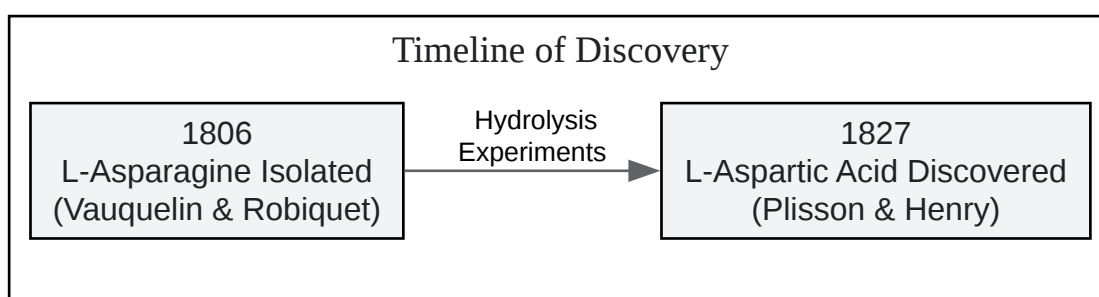 Timeline of Discovery
1806
L-Asparagine Isolated
(Vauquelin & Robiquet)
Hydrolysis
Experiments
1827
L-Aspartic Acid Discovered
(Plisson & Henry)